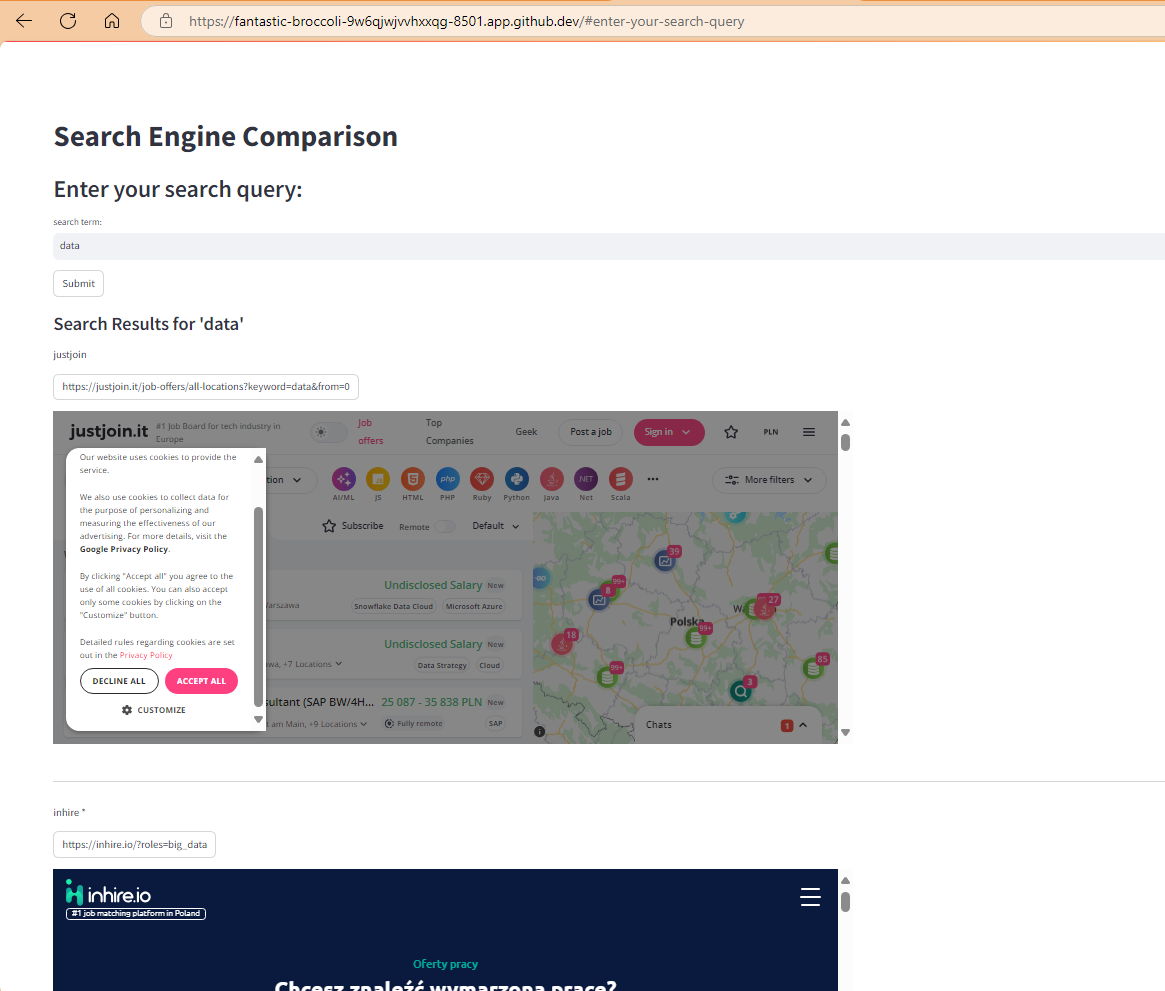 https://fantastic-broccoli-9w6qjwjvvhxxqg-8501.app.github.dev/#enter-your-search-query
Search Engine Comparison
Enter your search query:
search term:
data
Submit
Search Results for 'data'
justjoin
https://justjoin.it/job-offers/all-locations?keyword=data&from=0
justjoin.it
#1 Job Board for tech industry in
Europe
Job
offers
Top
Companies
Geek
Post a job
Sign in
PLN
Our website uses cookies to provide the
service.
We also use cookies to collect data for
the purpose of personalizing and
measuring the effectiveness of our
advertising. For more details, visit the
Google Privacy Policy.
By clicking "Accept all" you agree to the
use of all cookies. You can also accept
only some cookies by clicking on the
"Customize" button.
Detailed rules regarding cookies are set
out in the Privacy Policy
DECLINE ALL
ACCEPT ALL
CUSTOMIZE
tion
AI/ML
JS
HTML
PHP
Ruby
Python
Java
Net
Scala
php
.NET
More filters
Subscribe
Remote
Default
Undisclosed Salary New
arszawa
Snowflake Data Cloud
Microsoft Azure
Undisclosed Salary New
wa, +7 Locations
Data Strategy
Cloud
sultant (SAP BW/4H... 25 087 - 35 838 PLN New
t am Main, +9 Locations
Fully remote
SAP
39
99+
8
27
Polska
W
99+
18
99+
85
3
Chats
1
inhire *
https://inhire.io/?roles=big_data
inhire.io
#1 job matching platform in Poland
Oferty pracy
Chcesz znaleźć wymarzoną pracę?